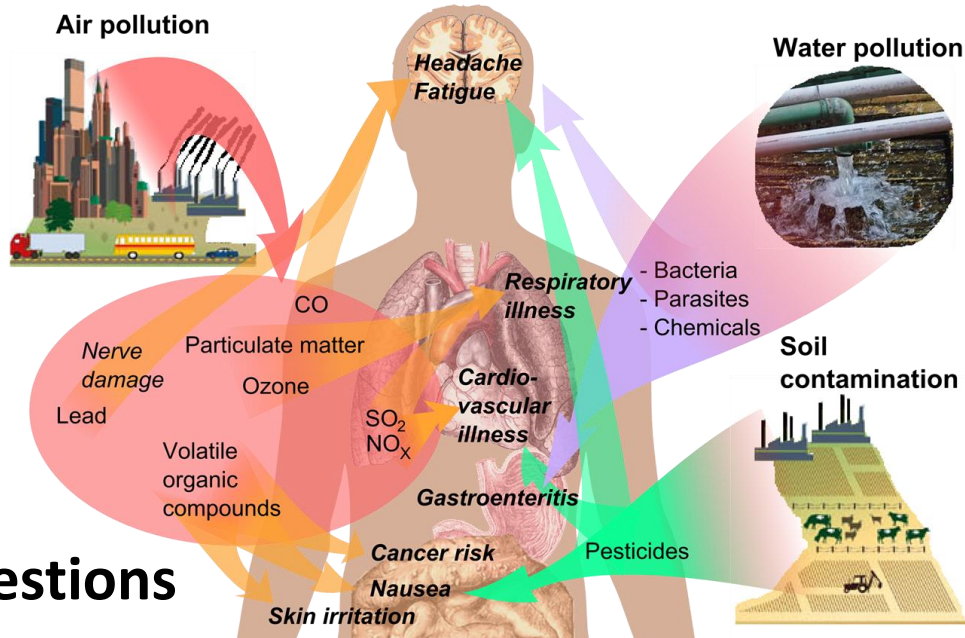 Air pollution
Water pollution
Headache
Fatigue
- Bacteria
- Parasites
- Chemicals
Respiratory
illness
CO
Particulate matter
Nerve
damage
Ozone
Lead
Cardio-
vascular
illness
SO₂
NOₓ
Soil
contamination
Volatile
organic
compounds
Gastroenteritis
Pesticides
Cancer risk
Nausea
Skin irritation
estions